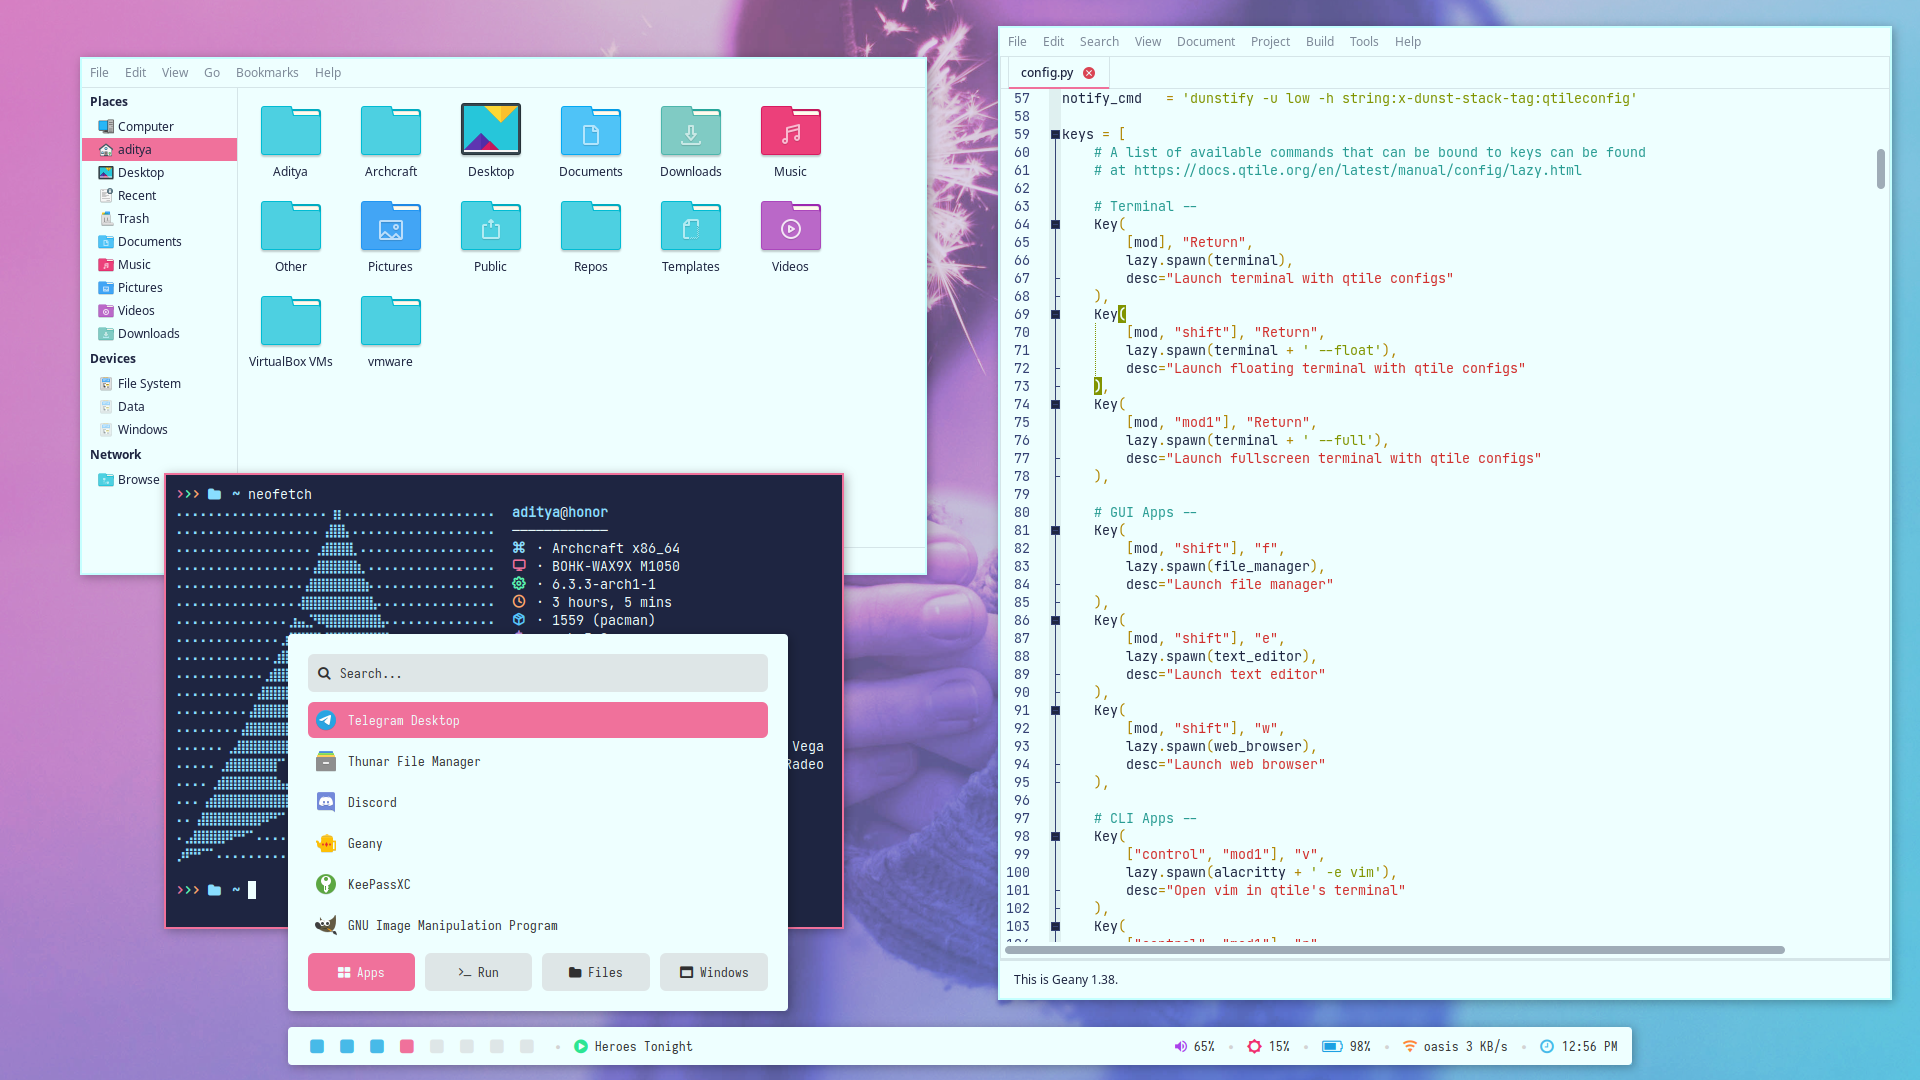 File Edit View Go Bookmarks Help
Places
Computer
aditya
Desktop
Recent
Trash
Documents
Music
Pictures
Videos
Downloads
Devices
File System
Data
Windows
Network
Browse
Aditya Archcraft Desktop Documents Downloads Music
Other Pictures Public Repos Templates Videos
VirtualBox VMs vmware
~ neofetch
aditya@honor
Archcraft x86_64
BOHK-WAX9X M1050
6.3.3-arch1-1
3 hours, 5 mins
1559 (pacman)
Vega
Radeo
~
Search...
Telegram Desktop
Thunar File Manager
Discord
Geany
KeePassXC
GNU Image Manipulation Program
Apps Run Files Windows
File Edit Search View Document Project Build Tools Help
config.py
57 notify_cmd = 'dunstify -u low -h string:x-dunst-stack-tag:qtileconfig'
58
59 keys = [
60 # A list of available commands that can be bound to keys can be found
61 # at https://docs.qtile.org/en/latest/manual/config/lazy.html
62
63 # Terminal --
64 Key(
65 [mod], "Return",
66 lazy.spawn(terminal),
67 desc="Launch terminal with qtile configs"
68 ),
69 Key(
70 [mod, "shift"], "Return",
71 lazy.spawn(terminal + ' --float'),
72 desc="Launch floating terminal with qtile configs"
73 ),
74 Key(
75 [mod, "mod1"], "Return",
76 lazy.spawn(terminal + ' --full'),
77 desc="Launch fullscreen terminal with qtile configs"
78 ),
79
80 # GUI Apps --
81 Key(
82 [mod, "shift"], "f",
83 lazy.spawn(file_manager),
84 desc="Launch file manager"
85 ),
86 Key(
87 [mod, "shift"], "e",
88 lazy.spawn(text_editor),
89 desc="Launch text editor"
90 ),
91 Key(
92 [mod, "shift"], "w",
93 lazy.spawn(web_browser),
94 desc="Launch web browser"
95 ),
96
97 # CLI Apps --
98 Key(
99 ["control", "mod1"], "v",
100 lazy.spawn(alacritty + ' -e vim'),
101 desc="Open vim in qtile's terminal"
102 ),
103 Key(
This is Geany 1.38.
Heroes Tonight
65% 15% 98% oasis 3 KB/s 12:56 PM